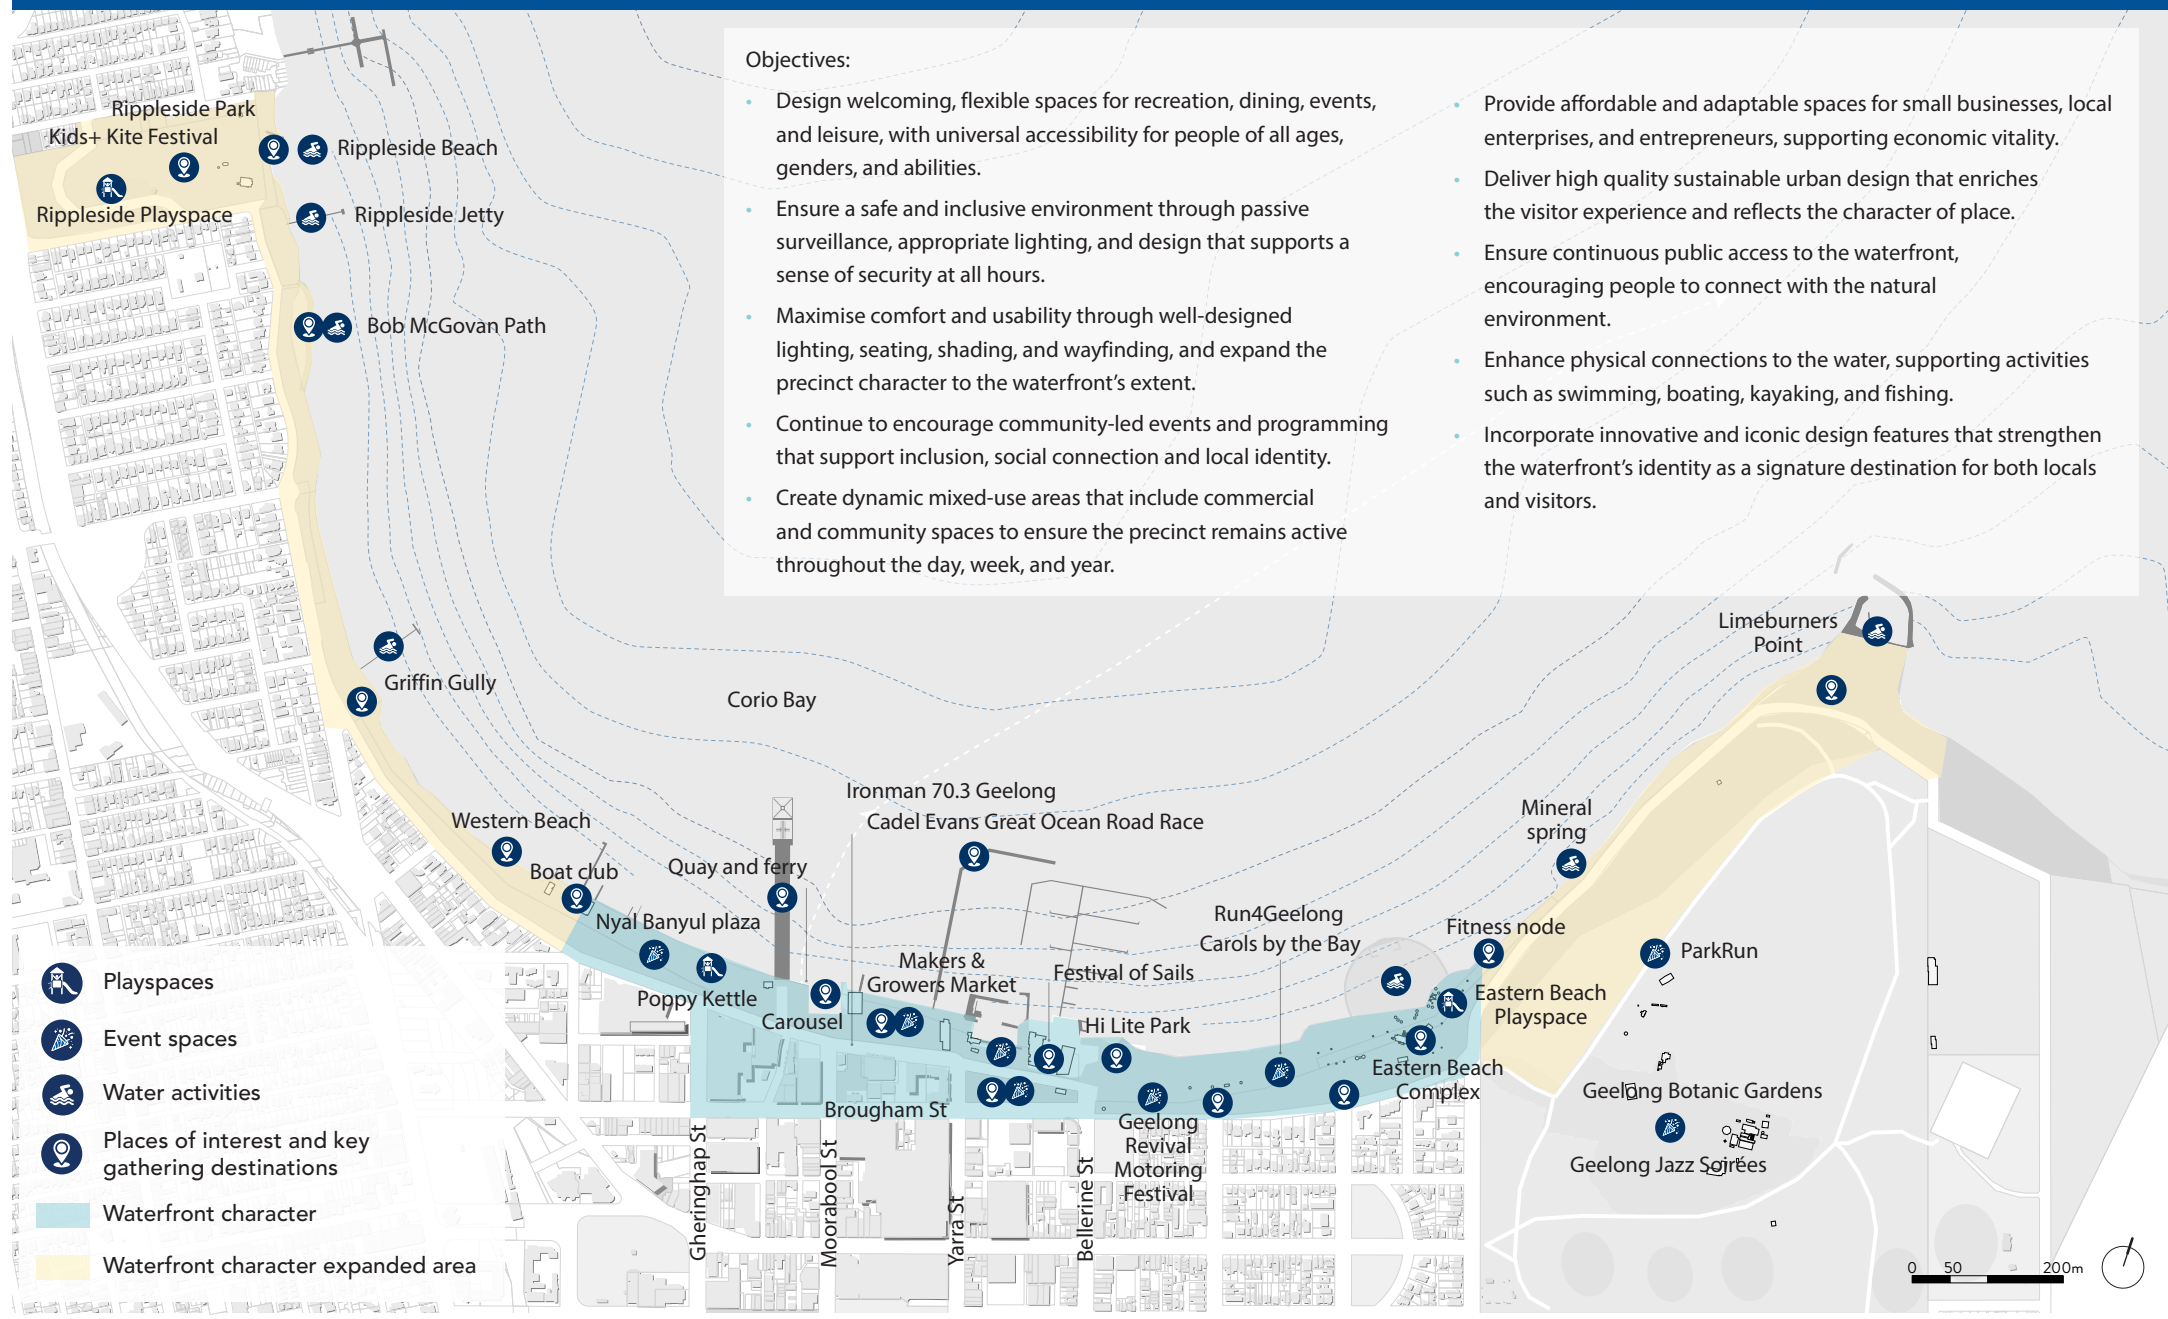 Objectives:
• Design welcoming, flexible spaces for recreation, dining, events,
and leisure, with universal accessibility for people of all ages,
genders, and abilities.
• Ensure a safe and inclusive environment through passive
surveillance, appropriate lighting, and design that supports a
sense of security at all hours.
• Maximise comfort and usability through well-designed
lighting, seating, shading, and wayfinding, and expand the
precinct character to the waterfront's extent.
• Continue to encourage community-led events and programming
that support inclusion, social connection and local identity.
• Create dynamic mixed-use areas that include commercial
and community spaces to ensure the precinct remains active
throughout the day, week, and year.
• Provide affordable and adaptable spaces for small businesses, local
enterprises, and entrepreneurs, supporting economic vitality.
• Deliver high quality sustainable urban design that enriches
the visitor experience and reflects the character of place.
• Ensure continuous public access to the waterfront,
encouraging people to connect with the natural
environment.
• Enhance physical connections to the water, supporting activities
such as swimming, boating, kayaking, and fishing.
• Incorporate innovative and iconic design features that strengthen
the waterfront's identity as a signature destination for both locals
and visitors.
Rippleside Park
Kids+ Kite Festival
Rippleside Beach
Rippleside Playspace
Rippleside Jetty
Bob McGovan Path
Griffin Gully
Limeburners
Point
Corio Bay
Western Beach
Boat club
Quay and ferry
Nyal Banyul plaza
Poppy Kettle
Carousel
Ironman 70.3 Geelong
Cadel Evans Great Ocean Road Race
Makers &
Growers Market
Festival of Sails
Hi Lite Park
Run4Geelong
Carols by the Bay
Mineral
spring
Fitness node
ParkRun
Eastern Beach
Playspace
Eastern Beach
Complex
Geelong Botanic Gardens
Geelong Jazz Soirees
Geelong
Revival
Motoring
Festival
Brougham St
Gheringhap St
Moorabool St
Yarra St
Bellerine St
Playspaces
Event spaces
Water activities
Places of interest and key
gathering destinations
Waterfront character
Waterfront character expanded area
0 50 200m